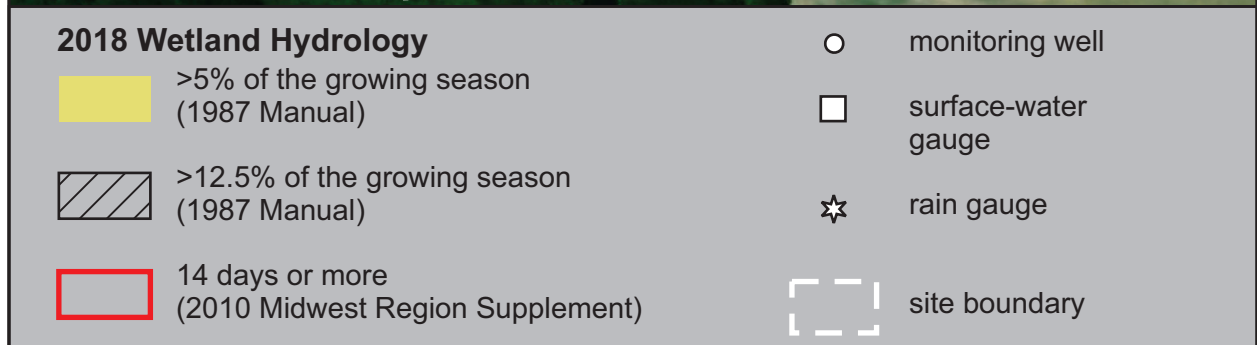 2018 Wetland Hydrology
>5% of the growing season
(1987 Manual)
>12.5% of the growing season
(1987 Manual)
14 days or more
(2010 Midwest Region Supplement)
monitoring well
surface-water
gauge
rain gauge
site boundary